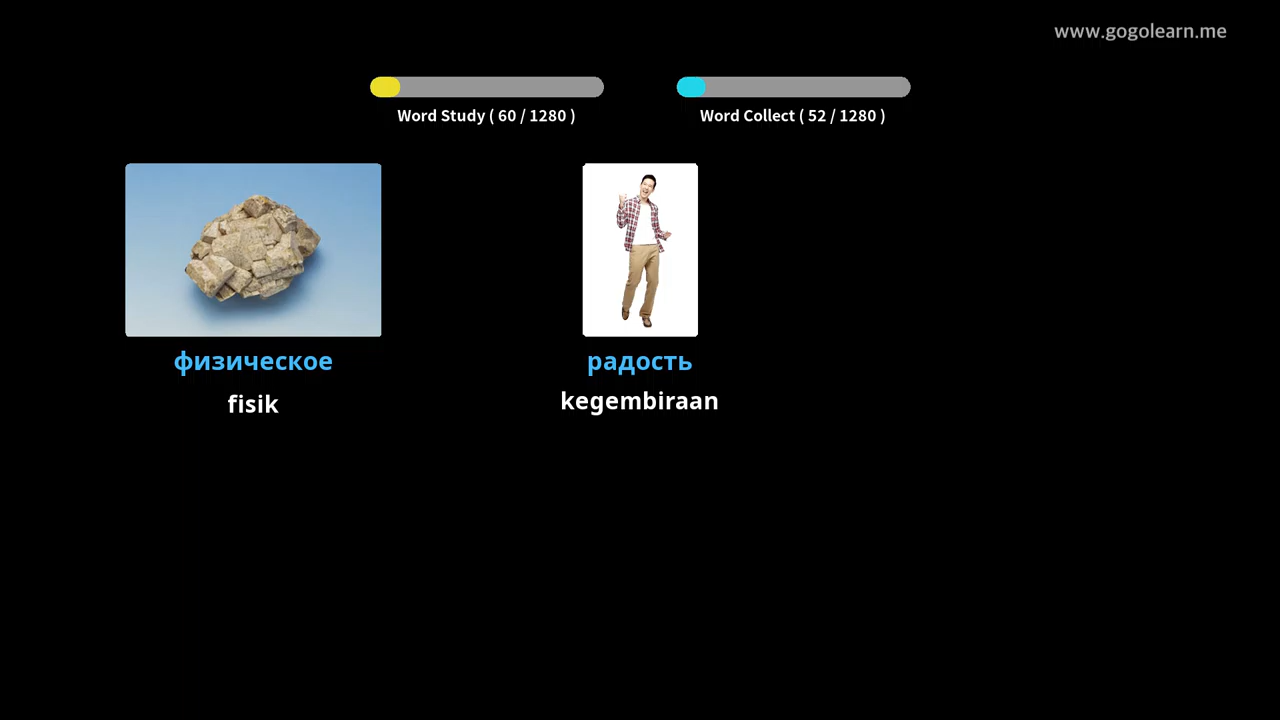 www.gogolearn.me
Word Study ( 60 / 1280 )
Word Collect ( 52 / 1280 )
физическое
fisik
радость
kegembiraan